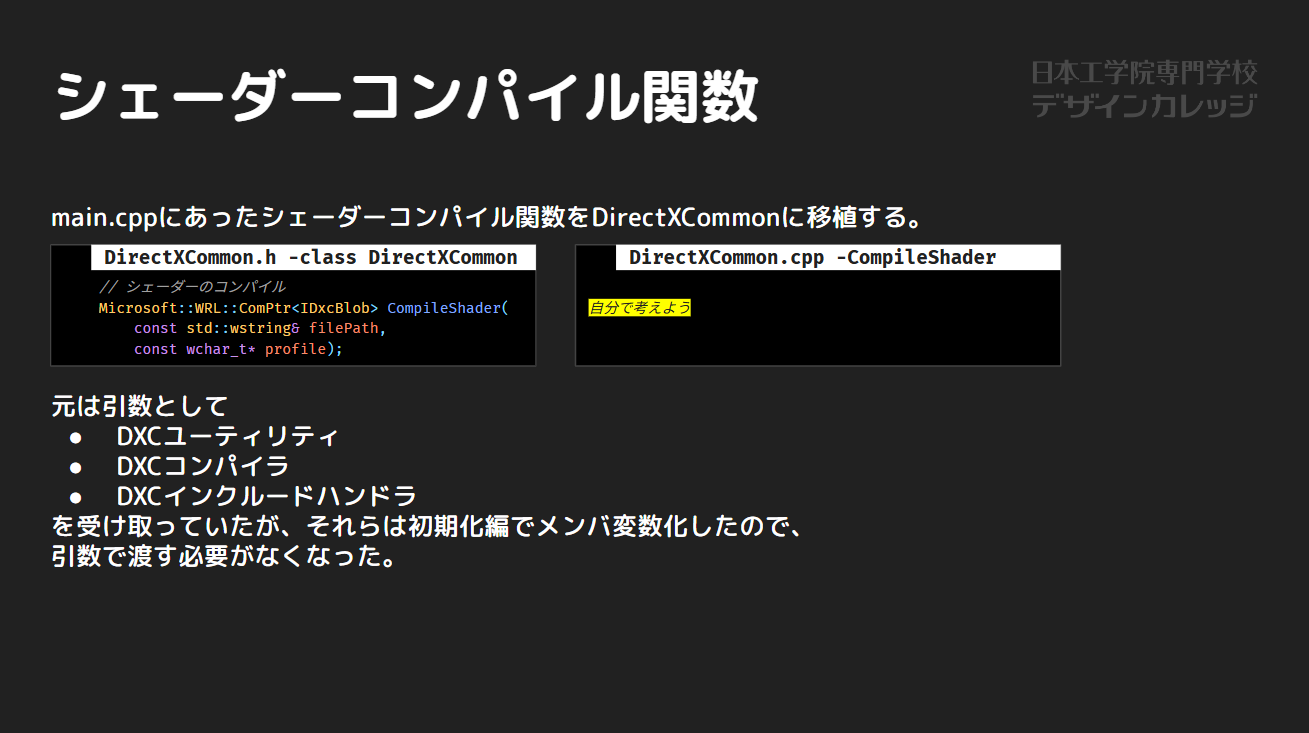 シェーダーコンパイル関数
日本工学院専門学校
デザインカレッジ
main.cppにあったシェーダーコンパイル関数をDirectXCommonに移植する。
DirectXCommon.h -class DirectXCommon
// シェーダーのコンパイル
Microsoft::WRL::ComPtr<IDxcBlob> CompileShader(
const std::wstring& filePath,
const wchar_t* profile);
DirectXCommon.cpp -CompileShader
自分で考えよう
元は引数として
● DXCユーティリティ
● DXCコンパイラ
● DXCインクルードハンドラ
を受け取っていたが、それらは初期化編でメンバ変数化したので、
引数で渡す必要がなくなった。